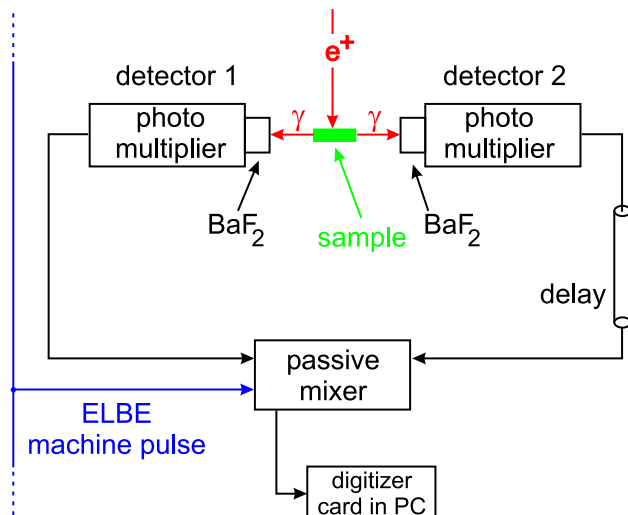 e⁺
detector 1
detector 2
photo
multiplier
γ
γ
photo
multiplier
BaF₂
sample
BaF₂
delay
passive
mixer
ELBE
machine pulse
digitizer
card in PC